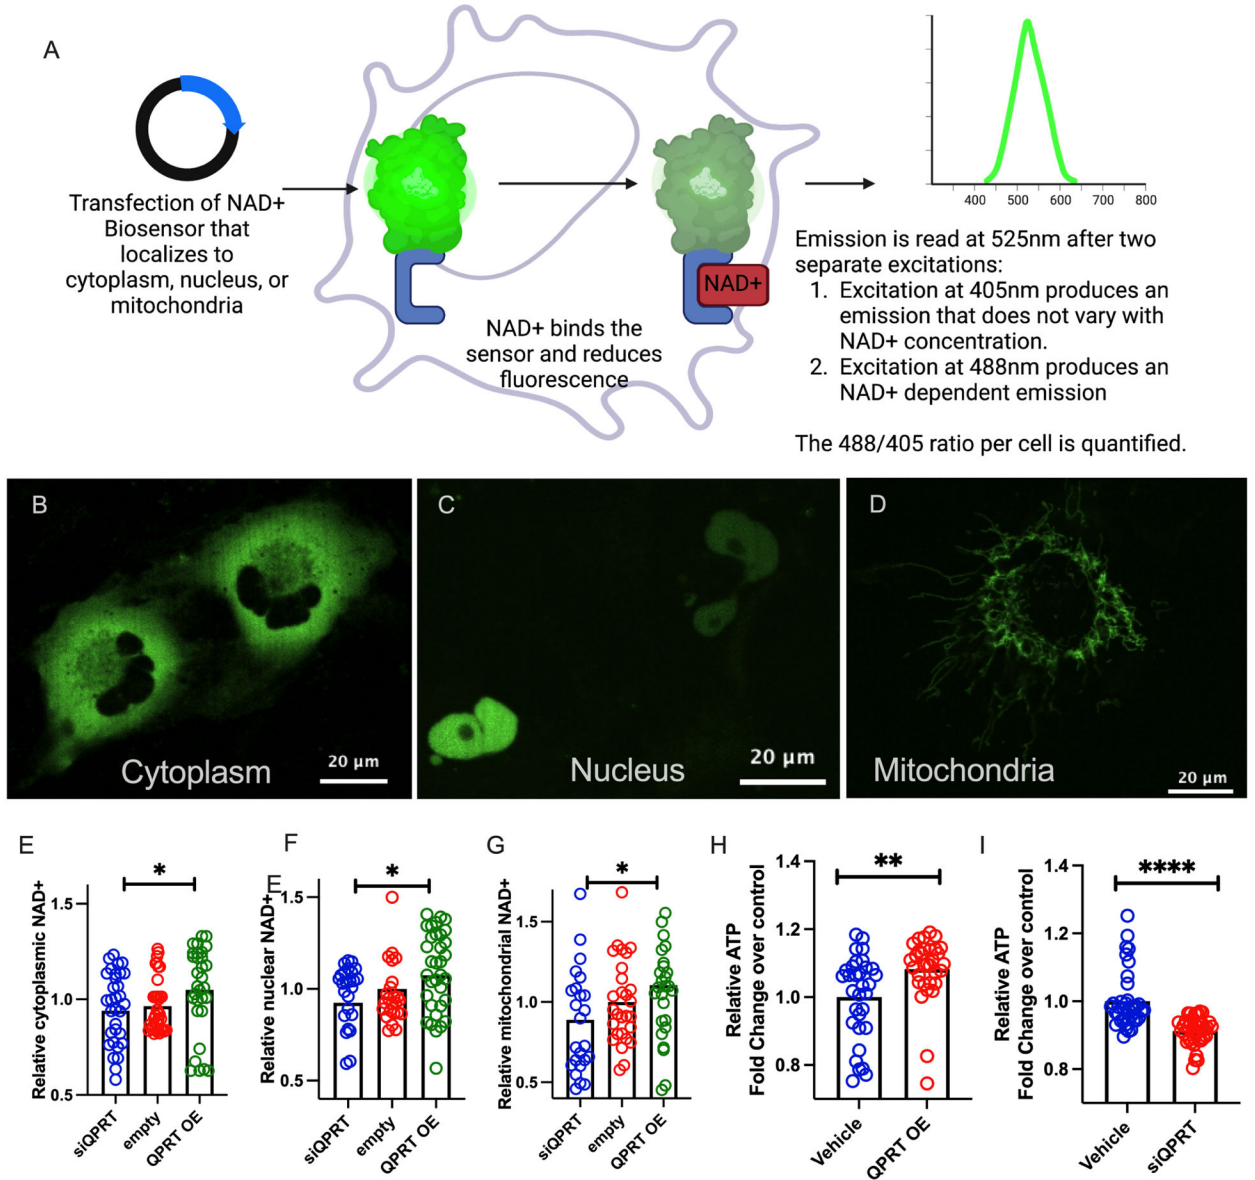 A
Transfection of NAD+
Biosensor that
localizes to
cytoplasm, nucleus, or
mitochondria
NAD+ binds the
sensor and reduces
fluorescence
NAD+
400 500 600 700 800
Emission is read at 525nm after two
separate excitations:
1. Excitation at 405nm produces an
emission that does not vary with
NAD+ concentration.
2. Excitation at 488nm produces an
NAD+ dependent emission
The 488/405 ratio per cell is quantified.
B
Cytoplasm
20 µm
C
Nucleus
20 µm
D
Mitochondria
20 µm
E
*
Relative cytoplasmic NAD+
1.5
1.0
0.5
siQPRT
empty
QPRT OE
F
E
*
Relative nuclear NAD+
1.5
1.0
0.5
siQPRT
empty
QPRT OE
G
*
Relative mitochondrial NAD+
1.5
1.0
0.5
siQPRT
empty
QPRT OE
H
**
Relative ATP
Fold Change over control
1.4
1.2
1.0
0.8
Vehicle
QPRT OE
I
****
Relative ATP
Fold Change over control
1.4
1.2
1.0
0.8
Vehicle
siQPRT